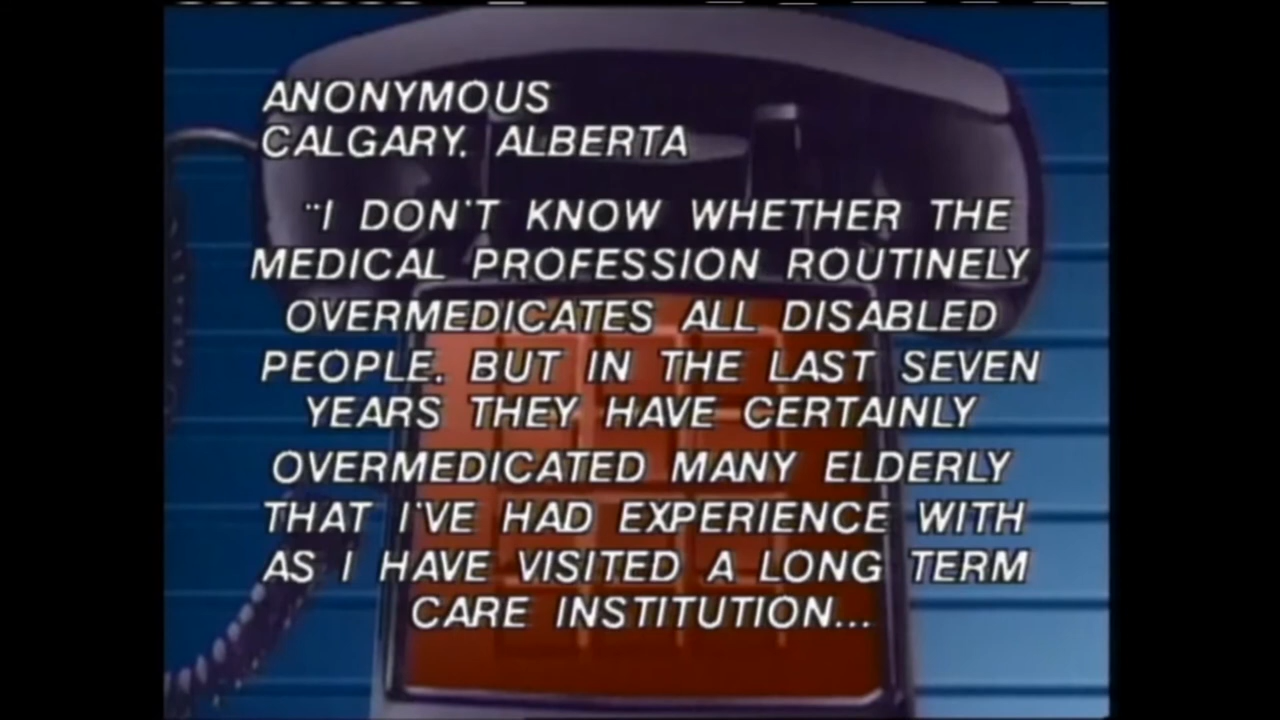 ANONYMOUS
CALGARY, ALBERTA
"I DON'T KNOW WHETHER THE
MEDICAL PROFESSION ROUTINELY
OVERMEDICATES ALL DISABLED
PEOPLE. BUT IN THE LAST SEVEN
YEARS THEY HAVE CERTAINLY
OVERMEDICATED MANY ELDERLY
THAT I'VE HAD EXPERIENCE WITH
AS I HAVE VISITED A LONG TERM
CARE INSTITUTION...